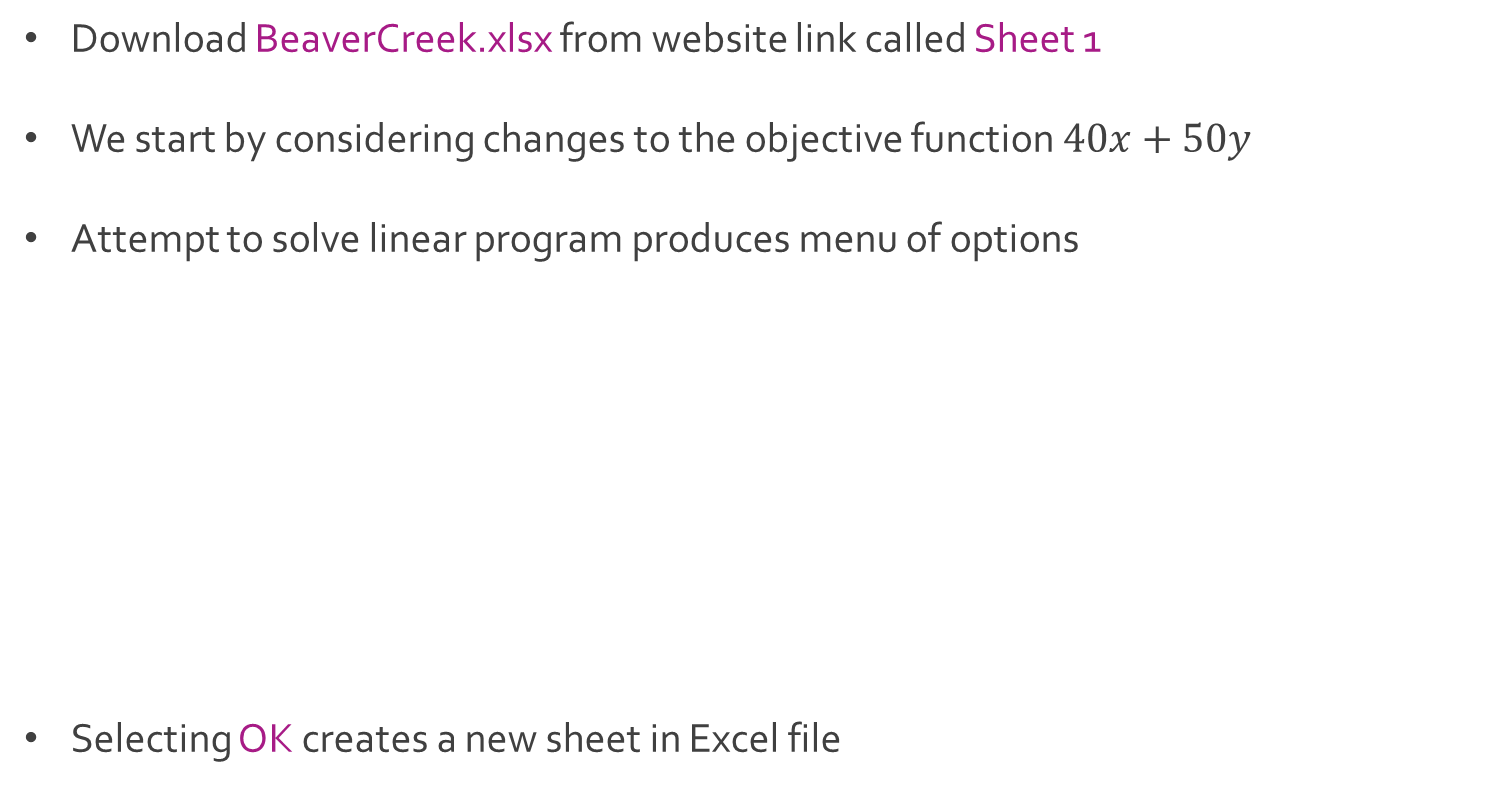 • Download BeaverCreek.xlsx from website link called Sheet 1
• We start by considering changes to the objective function 40𝑥 + 50𝑦
• Attempt to solve linear program produces menu of options
• Selecting OK creates a new sheet in Excel file